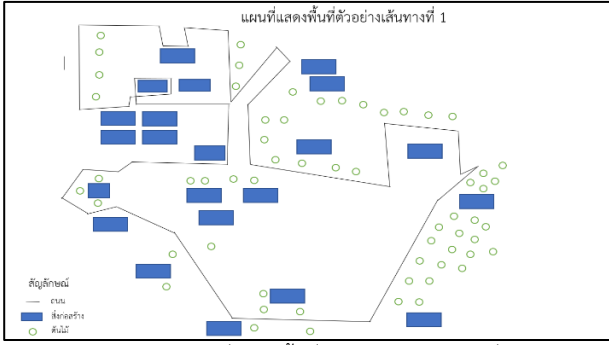 แผนที่แสดงพื้นที่ตัวอย่างเส้นทางที่ 1
สัญลักษณ์
ถนน
สิ่งก่อสร้าง
ต้นไม้